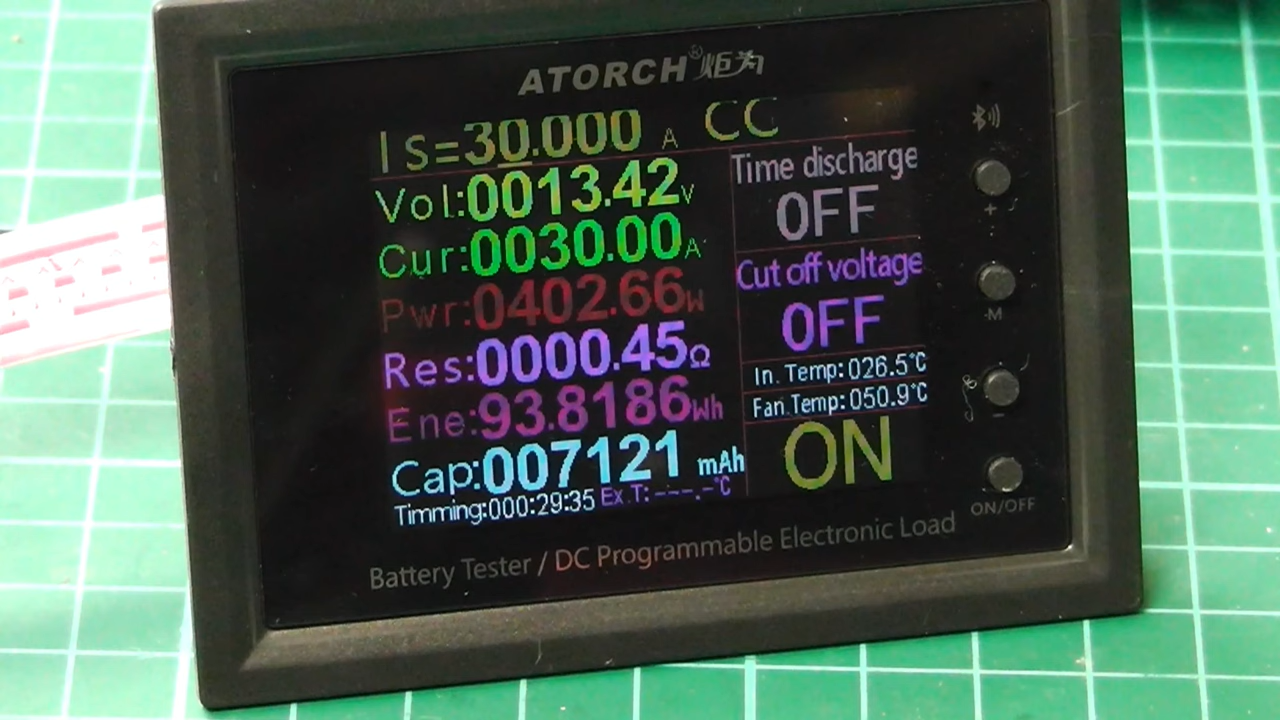 ATORCH® 炬为
Is=30.000 A CC
Vol:0013.42V
Cur:0030.00A
Pwr:0402.66W
Res:0000.45Ω
Ene:93.8186Wh
Cap:007121 mAh
Timming:000:29:35 Ex.T:---.-℃
Time discharge
OFF
Cut off voltage
OFF
In. Temp:026.5℃
Fan.Temp:050.9℃
ON
+
M
-
ON/OFF
Battery Tester / DC Programmable Electronic Load